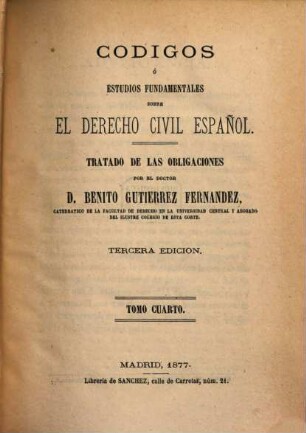 CODIGOS
Ó
ESTUDIOS FUNDAMENTALES
SOBRE
EL DERECHO CIVIL ESPAÑOL.
TRATADO DE LAS OBLIGACIONES
POR EL DOCTOR
D. BENITO GUTIERREZ FERNANDEZ,
CATEDRATICO DE LA FACULTAD DE DERECHO EN LA UNIVERSIDAD CENTRAL Y ABOGADO
DEL ILUSTRE COLEGIO DE ESTA CORTE.
TERCERA EDICION.
TOMO CUARTO.
MADRID, 1877.
Librería de SANCHEZ, calle de Carretas, núm. 21.